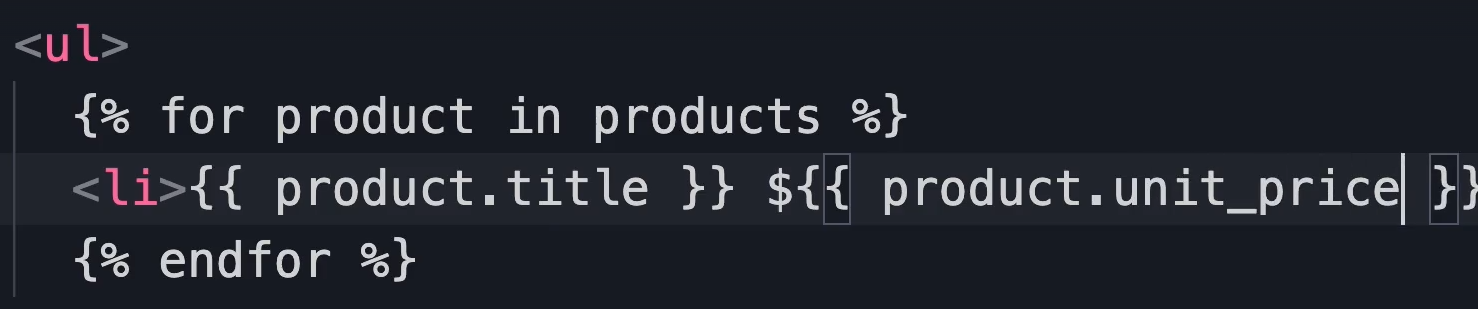 <ul>
{% for product in products %}
<li>{{ product.title }} ${{ product.unit_price }}
{% endfor %}